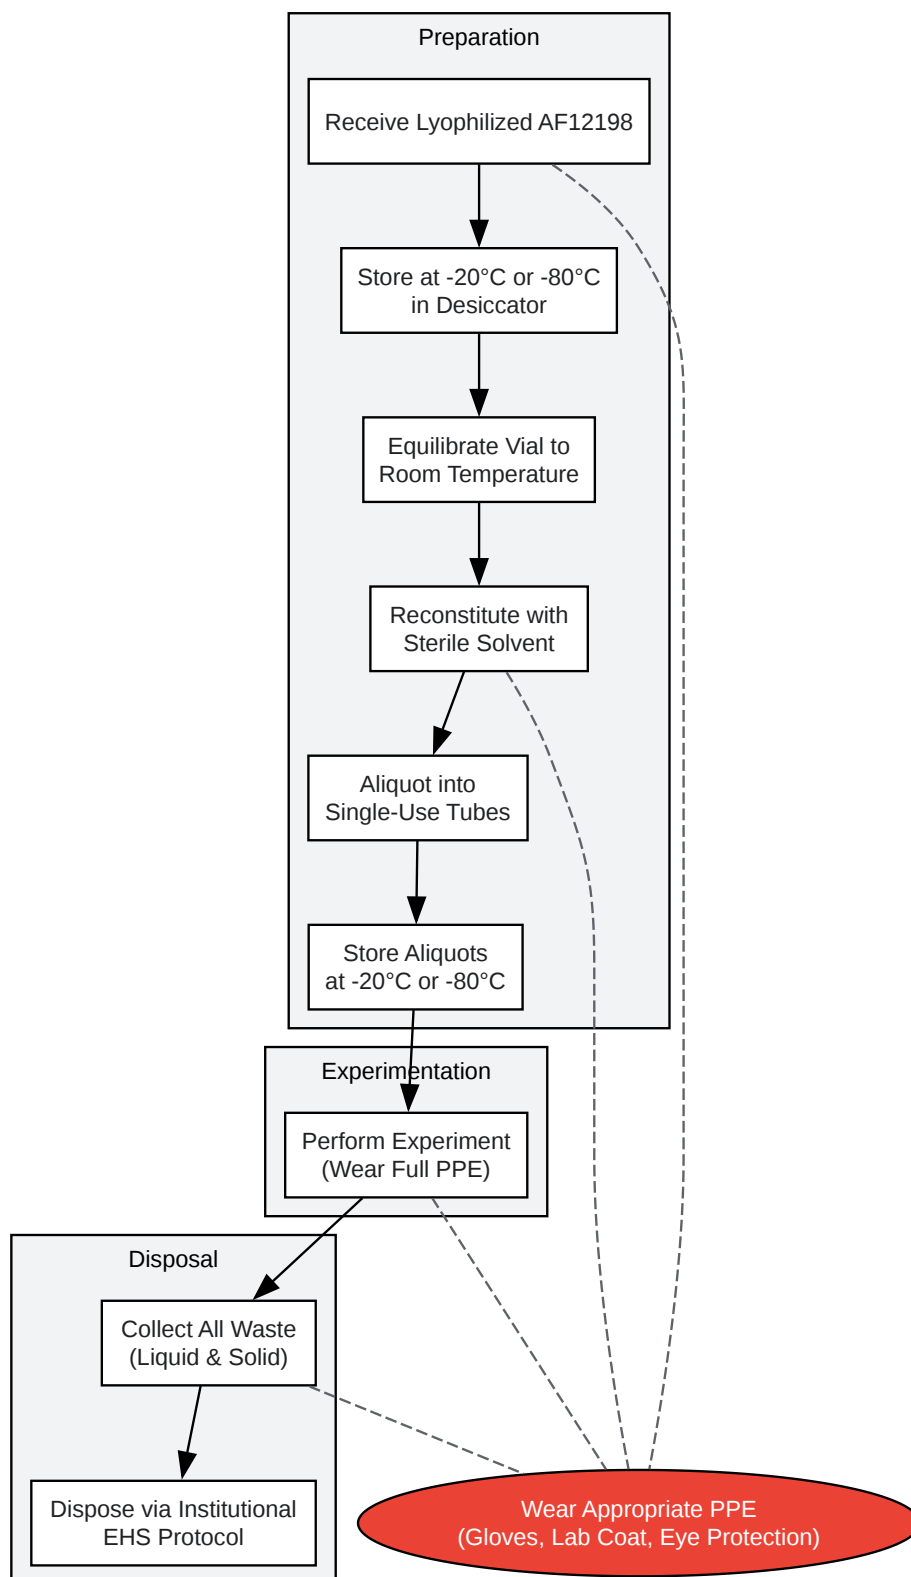 Preparation
Receive Lyophilized AF12198
Store at -20°C or -80°C
in Desiccator
Equilibrate Vial to
Room Temperature
Reconstitute with
Sterile Solvent
Aliquot into
Single-Use Tubes
Store Aliquots
at -20°C or -80°C
Experimentation
Perform Experiment
(Wear Full PPE)
Disposal
Collect All Waste
(Liquid & Solid)
Dispose via Institutional
EHS Protocol
Wear Appropriate PPE
(Gloves, Lab Coat, Eye Protection)